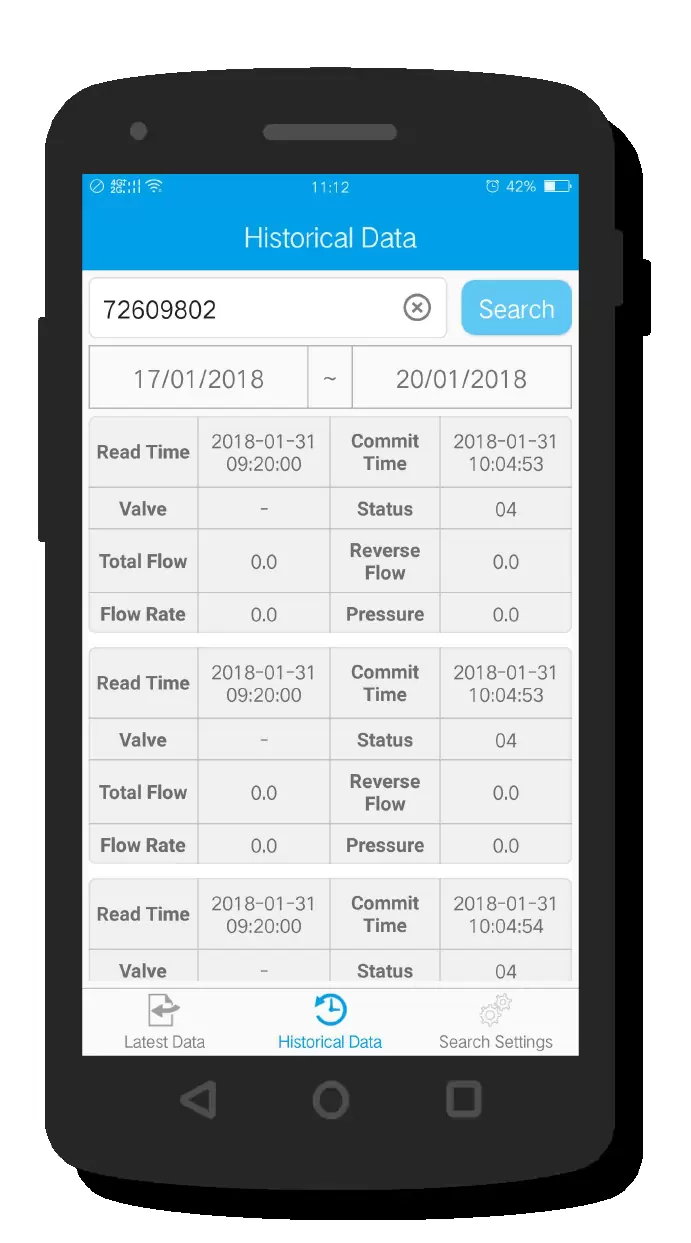 4G 2G 11:12 42%
Historical Data
72609802 Search
17/01/2018 ~ 20/01/2018
Read Time 2018-01-31 09:20:00 Commit Time 2018-01-31 10:04:53
Valve - Status 04
Total Flow 0.0 Reverse Flow 0.0
Flow Rate 0.0 Pressure 0.0
Read Time 2018-01-31 09:20:00 Commit Time 2018-01-31 10:04:53
Valve - Status 04
Total Flow 0.0 Reverse Flow 0.0
Flow Rate 0.0 Pressure 0.0
Read Time 2018-01-31 09:20:00 Commit Time 2018-01-31 10:04:54
Valve - Status 04
Latest Data Historical Data Search Settings